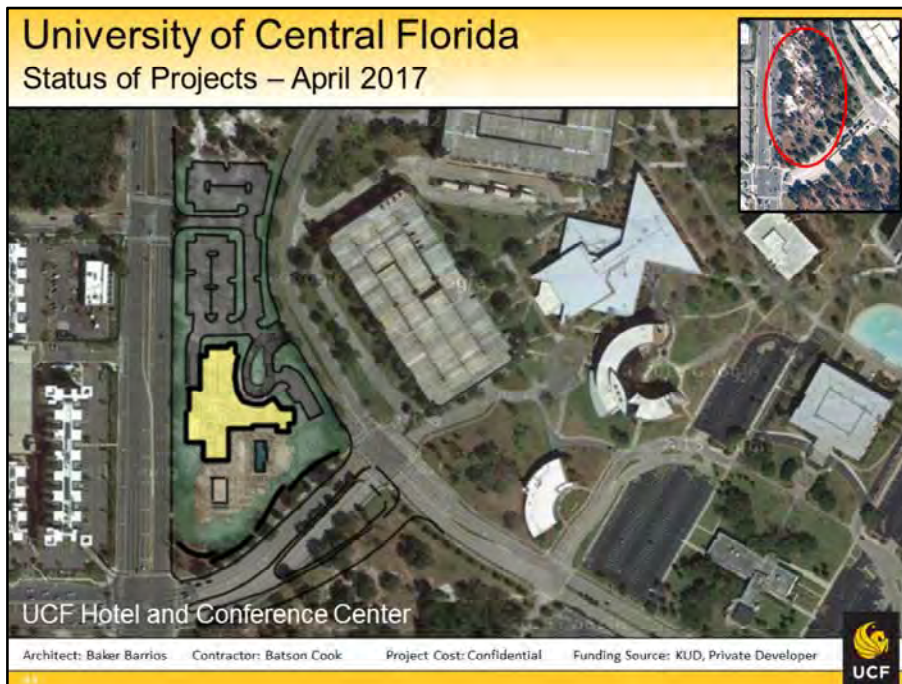 University of Central Florida
Status of Projects – April 2017
UCF Hotel and Conference Center
Architect: Baker Barrios Contractor: Batson Cook Project Cost: Confidential Funding Source: KUD, Private Developer
UCF